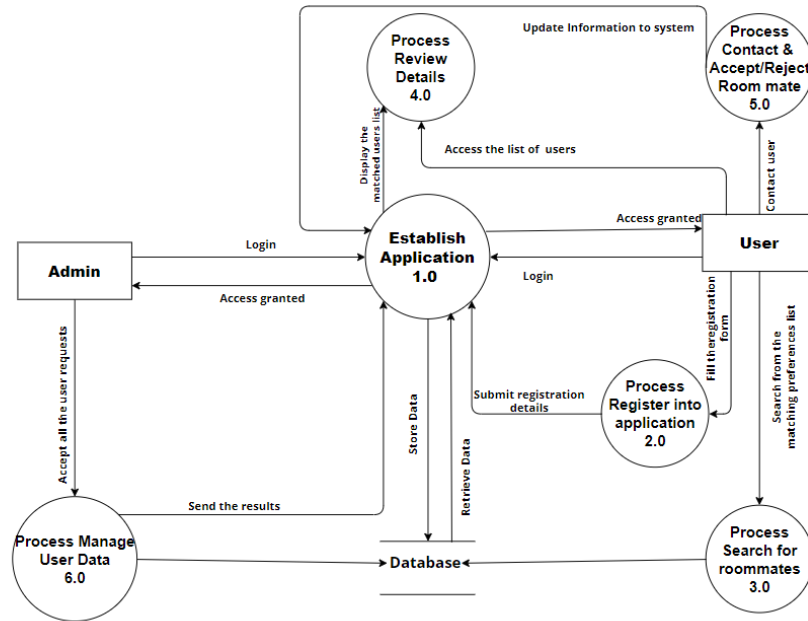 Update Information to system
Process
Contact &
Accept/Reject
Room mate
5.0
Process
Review
Details
4.0
Display the
matched users list
Access the list of users
Contact user
Establish
Application
1.0
Access granted
User
Admin
Login
Login
Access granted
Fill theregistration
form
Search from the
matching preferences list
Accept all the user requests
Store Data
Retrieve Data
Submit registration
details
Process
Register into
application
2.0
Send the results
Process Manage
User Data
6.0
Database
Process
Search for
roommates
3.0